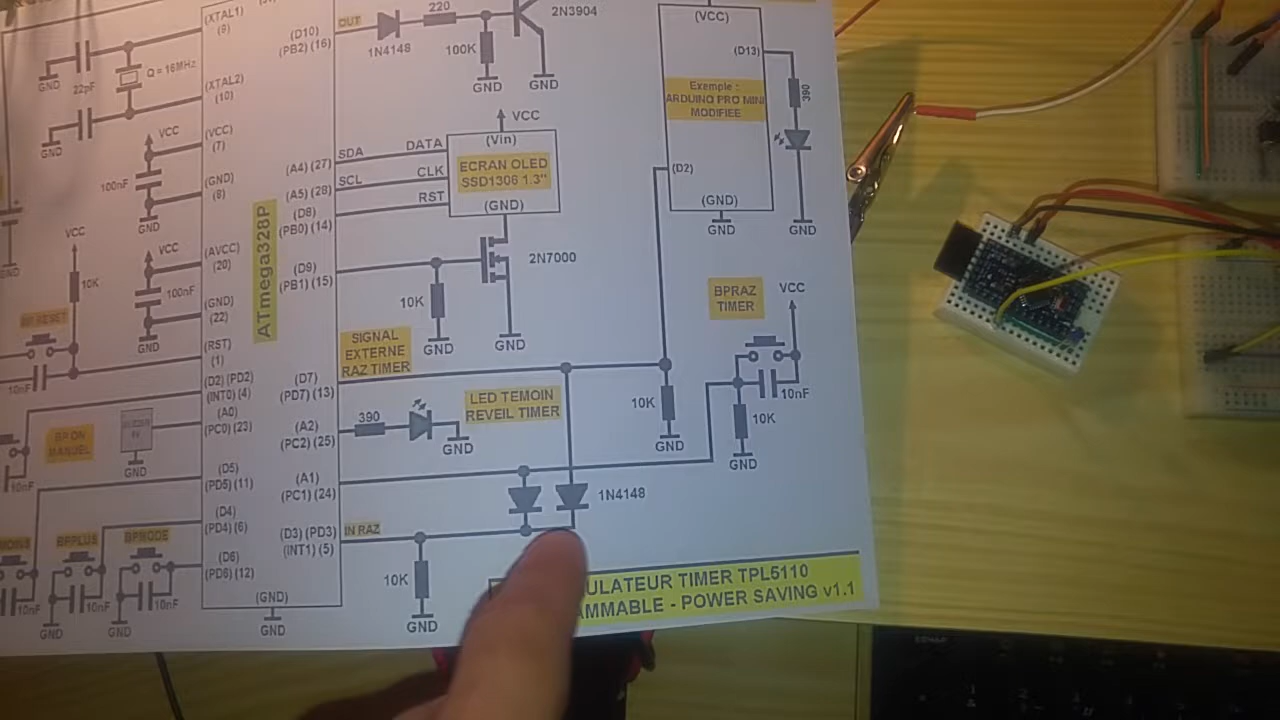 (XTAL1)
(9)
22pF
GND
GND
Q = 16MHz
(XTAL2)
(10)
VCC
(VCC)
(7)
100nF
(GND)
(8)
GND
VCC
VCC
(AVCC)
(20)
100nF
(GND)
(22)
GND
10K
BP RESET
10nF
(RST)
(1)
(D2) (PD2)
(INT0) (4)
(A0)
(PC0) (23)
BP ON
MANUEL
GND
10nF
(D5)
(PD5) (11)
(D4)
(PD4) (6)
(D6)
(PD6) (12)
BPPLUS
BPMODE
10nF
10nF
10nF
GND
GND
GND
ATmega328P
(GND)
GND
(D10)
(PB2) (16)
OUT
1N4148
220
100K
2N3904
GND
GND
(A4) (27)
SDA
DATA
(A5) (28)
SCL
CLK
(D8)
(PB0) (14)
RST
VCC
(Vin)
ECRAN OLED
SSD1306 1.3"
(GND)
(D9)
(PB1) (15)
2N7000
10K
GND
GND
SIGNAL
EXTERNE
RAZ TIMER
(D7)
(PD7) (13)
(A2)
(PC2) (25)
390
GND
LED TEMOIN
REVEIL TIMER
(A1)
(PC1) (24)
1N4148
(D3) (PD3)
(INT1) (5)
IN RAZ
10K
GND
(VCC)
(D13)
Exemple :
ARDUINO PRO MINI
MODIFIEE
390
(D2)
(GND)
GND
GND
BPRAZ
TIMER
VCC
10nF
10K
GND
10K
GND
ULATEUR TIMER TPL5110
AMMABLE - POWER SAVING v1.1